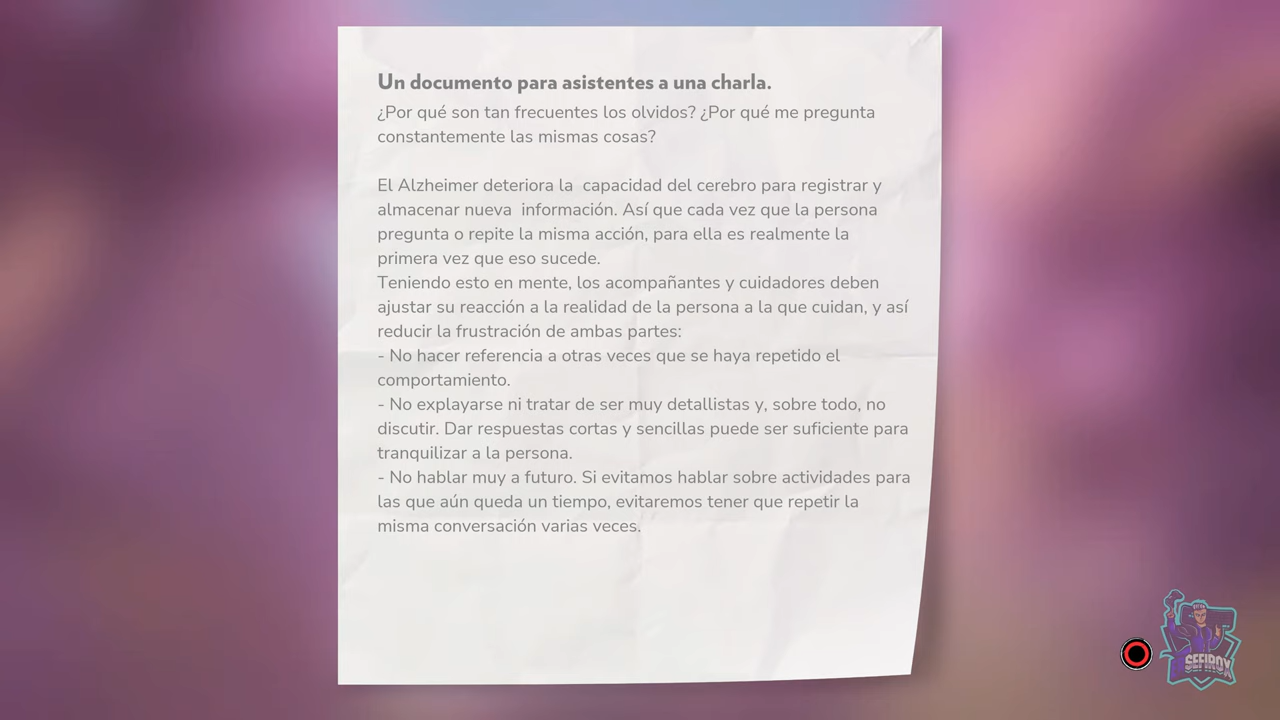 Un documento para asistentes a una charla.
¿Por qué son tan frecuentes los olvidos? ¿Por qué me pregunta
constantemente las mismas cosas?
El Alzheimer deteriora la  capacidad del cerebro para registrar y
almacenar nueva  información. Así que cada vez que la persona
pregunta o repite la misma acción, para ella es realmente la
primera vez que eso sucede.
Teniendo esto en mente, los acompañantes y cuidadores deben
ajustar su reacción a la realidad de la persona a la que cuidan, y así
reducir la frustración de ambas partes:
- No hacer referencia a otras veces que se haya repetido el
comportamiento.
- No explayarse ni tratar de ser muy detallistas y, sobre todo, no
discutir. Dar respuestas cortas y sencillas puede ser suficiente para
tranquilizar a la persona.
- No hablar muy a futuro. Si evitamos hablar sobre actividades para
las que aún queda un tiempo, evitaremos tener que repetir la
misma conversación varias veces.
SEFIROX